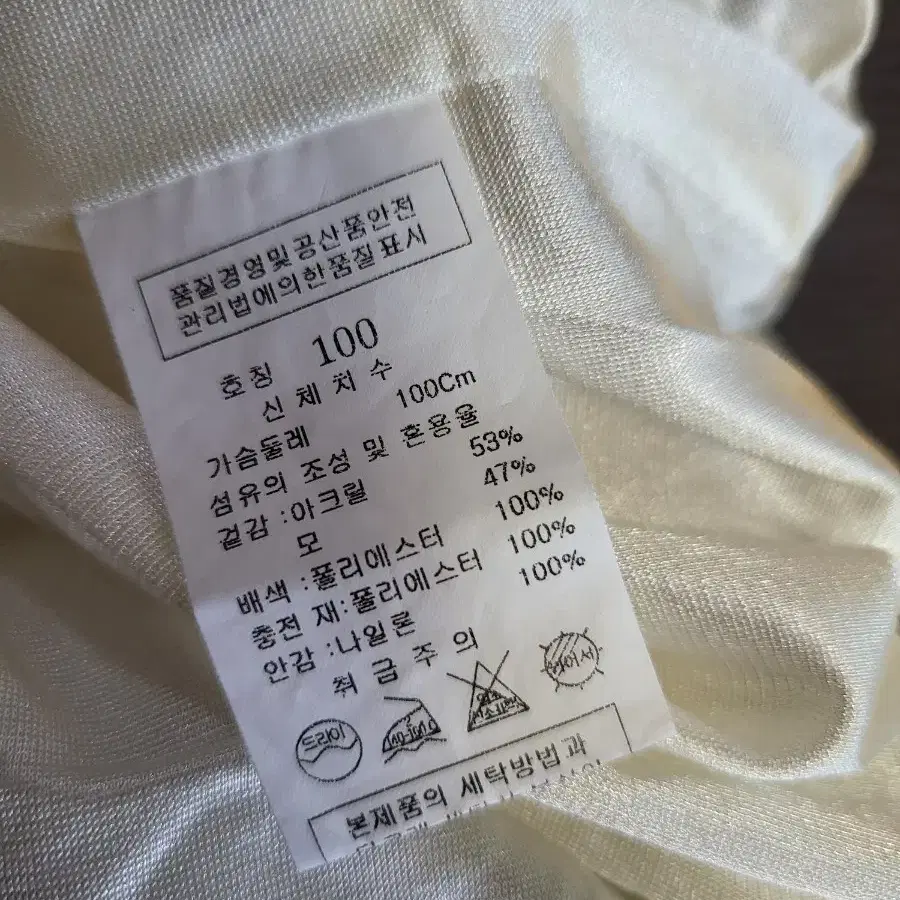 품질경영및공산품안전
관리법에의한품질표시
호칭 100
신체처수
가슴둘레 100Cm
섬유의 조성 및 혼용율
겉감 :아크릴 53%
모 47%
배색 :폴리에스터 100%
충전 재:폴리에스터 100%
안감 :나일론 100%
취급주의
드라이
본제품의 세탁방법과